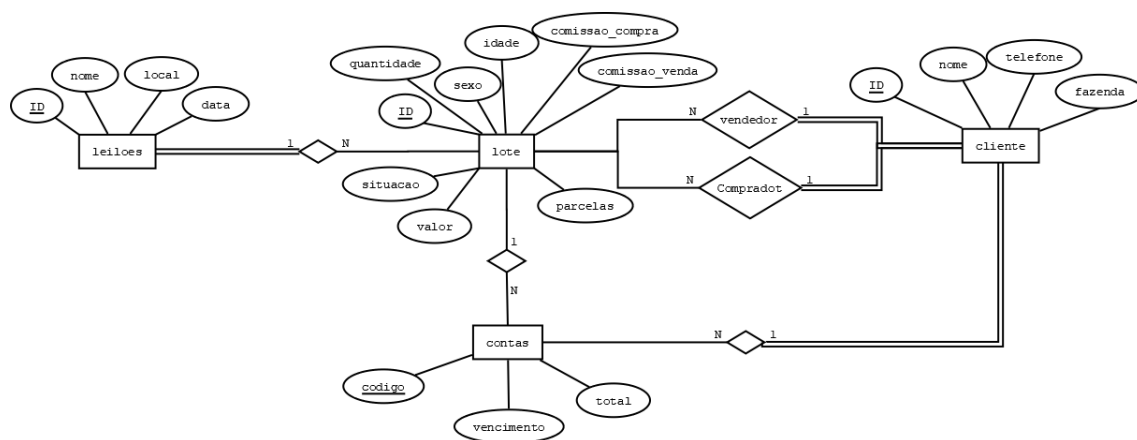 comissao_compra
idade
quantidade
comissao_venda
sexo
nome
local
ID
data
ID
nome
telefone
ID
fazenda
leiloes
1
N
lote
N
vendedor
1
cliente
situacao
valor
parcelas
N
Compradot
1
1
N
contas
N
1
codigo
vencimento
total